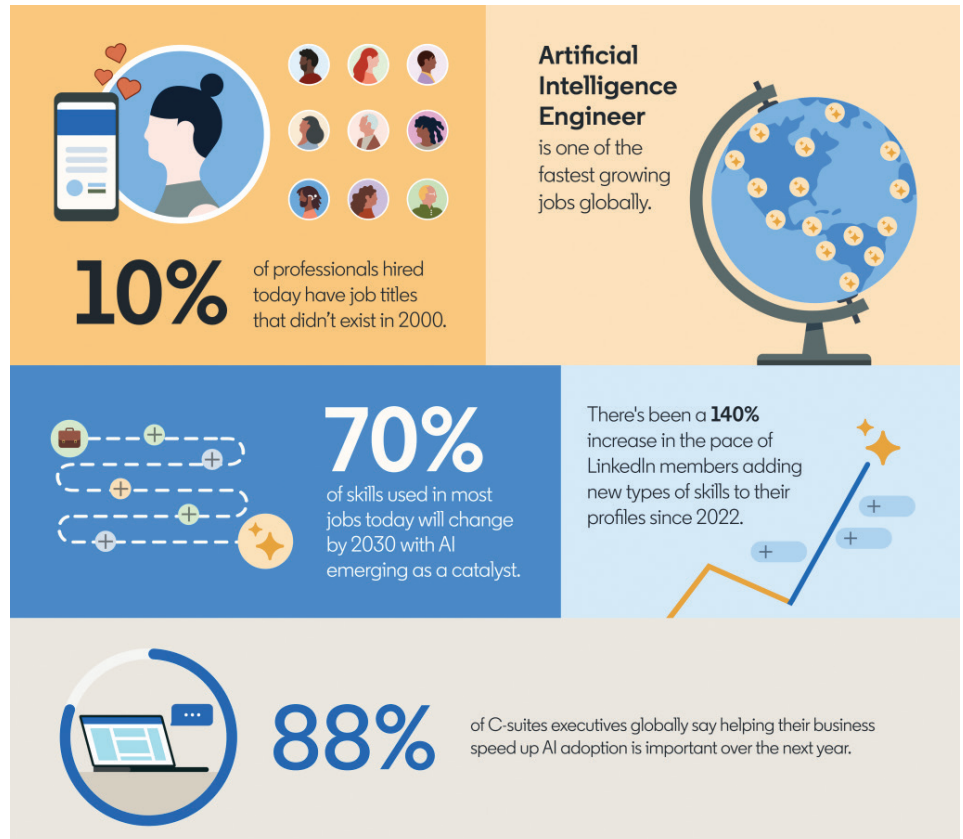 10%
of professionals hired
today have job titles
that didn't exist in 2000.
Artificial
Intelligence
Engineer
is one of the
fastest growing
jobs globally.
70%
of skills used in most
jobs today will change
by 2030 with AI
emerging as a catalyst.
There's been a 140%
increase in the pace of
LinkedIn members adding
new types of skills to their
profiles since 2022.
88%
of C-suites executives globally say helping their business
speed up AI adoption is important over the next year.